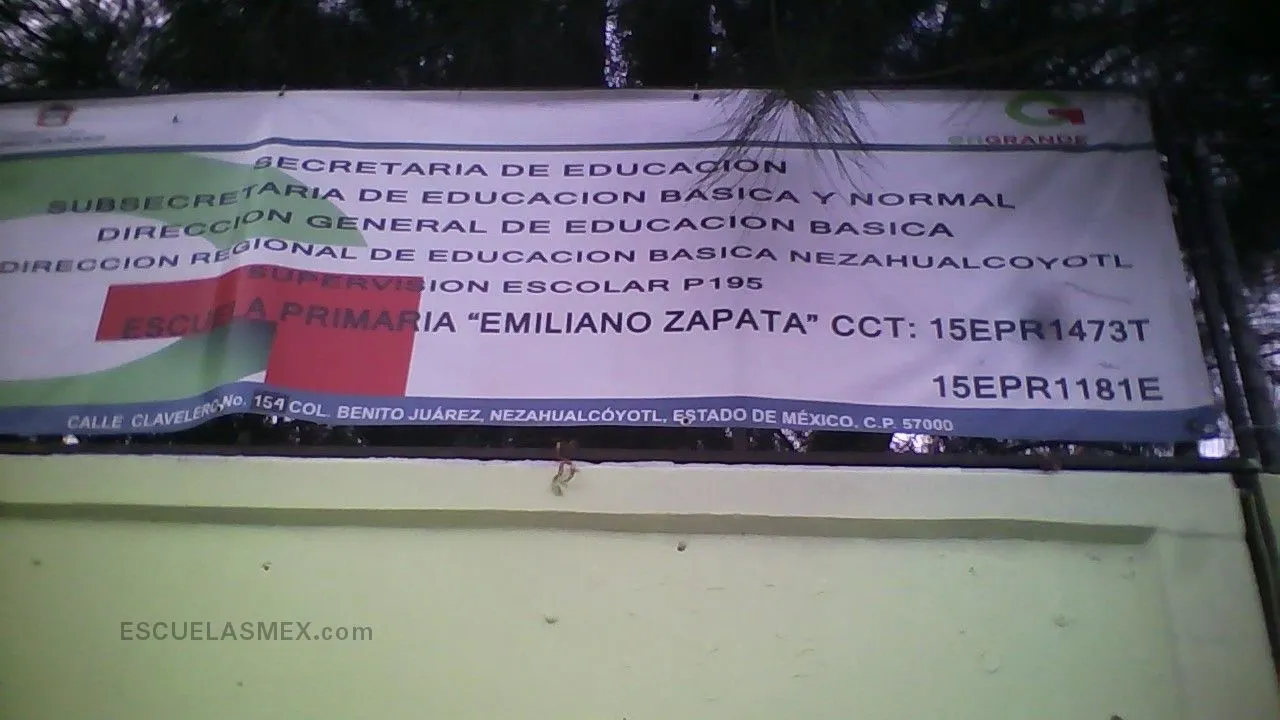 GRANDE
SECRETARIA DE EDUCACION
SUBSECRETARIA DE EDUCACION BASICA Y NORMAL
DIRECCION GENERAL DE EDUCACION BASICA
DIRECCION REGIONAL DE EDUCACION BASICA NEZAHUALCOYOTL
SUPERVISION ESCOLAR P195
ESCUELA PRIMARIA “EMILIANO ZAPATA” CCT: 15EPR1473T
15EPR1181E
CALLE CLAVELERO No. 154 COL. BENITO JUÁREZ, NEZAHUALCÓYOTL, ESTADO DE MÉXICO. C.P. 57000
ESCUELASMEX.com